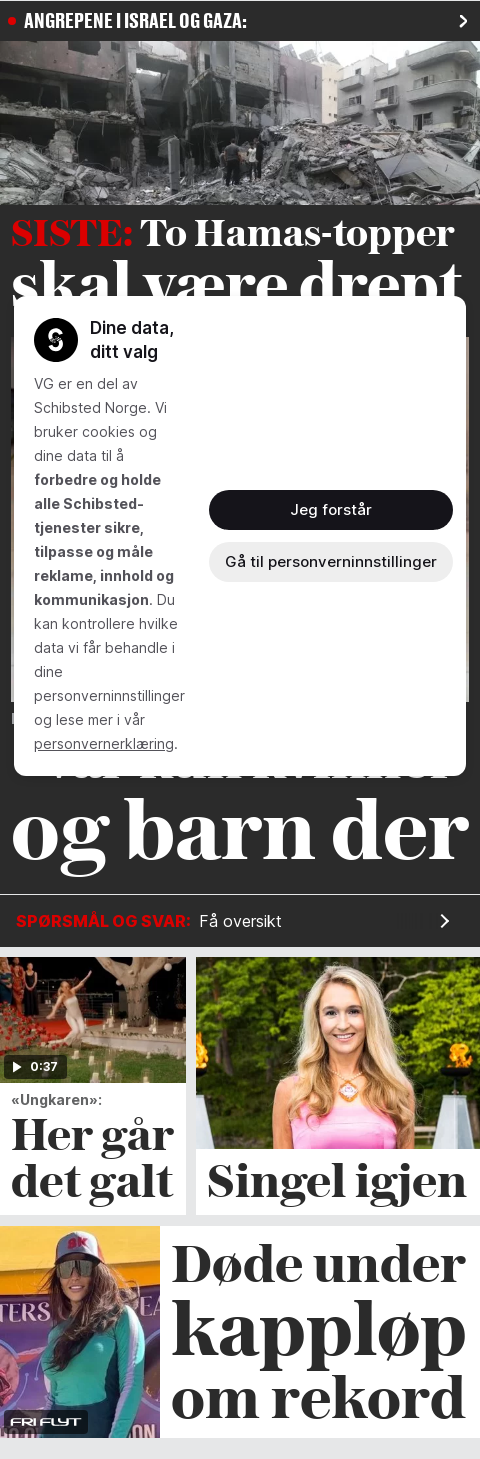 ANGREPENE I ISRAEL OG GAZA:
SISTE: To Hamas-topper
skal være drept
Dine data,
ditt valg
VG er en del av
Schibsted Norge. Vi
bruker cookies og
dine data til å
forbedre og holde
alle Schibsted-
tjenester sikre,
tilpasse og måle
reklame, innhold og
kommunikasjon. Du
kan kontrollere hvilke
data vi får behandle i
dine
personverninnstillinger
og lese mer i vår
personvernerklæring.
Jeg forstår
Gå til personverninnstillinger
og barn der
SPØRSMÅL OG SVAR: Få oversikt
0:37
«Ungkaren»:
Her går
det galt
Singel igjen
FRI FLYT
Døde under
kappløp
om rekord